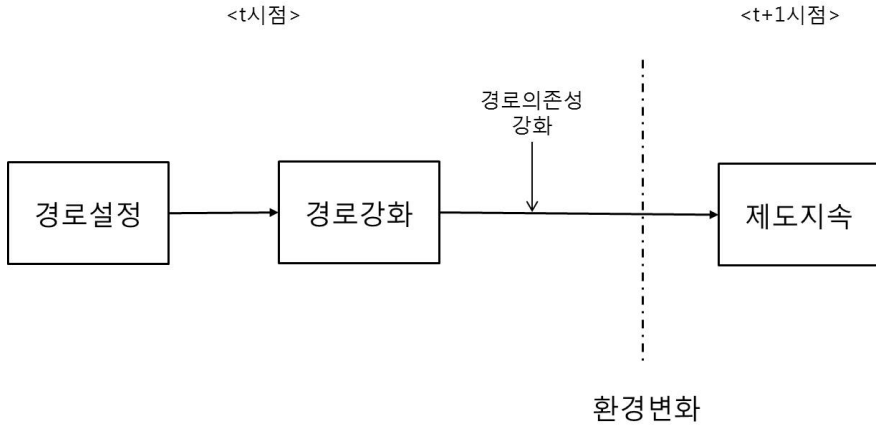 <t시점>
<t+1시점>
경로의존성
강화
경로설정
경로강화
제도지속
환경변화